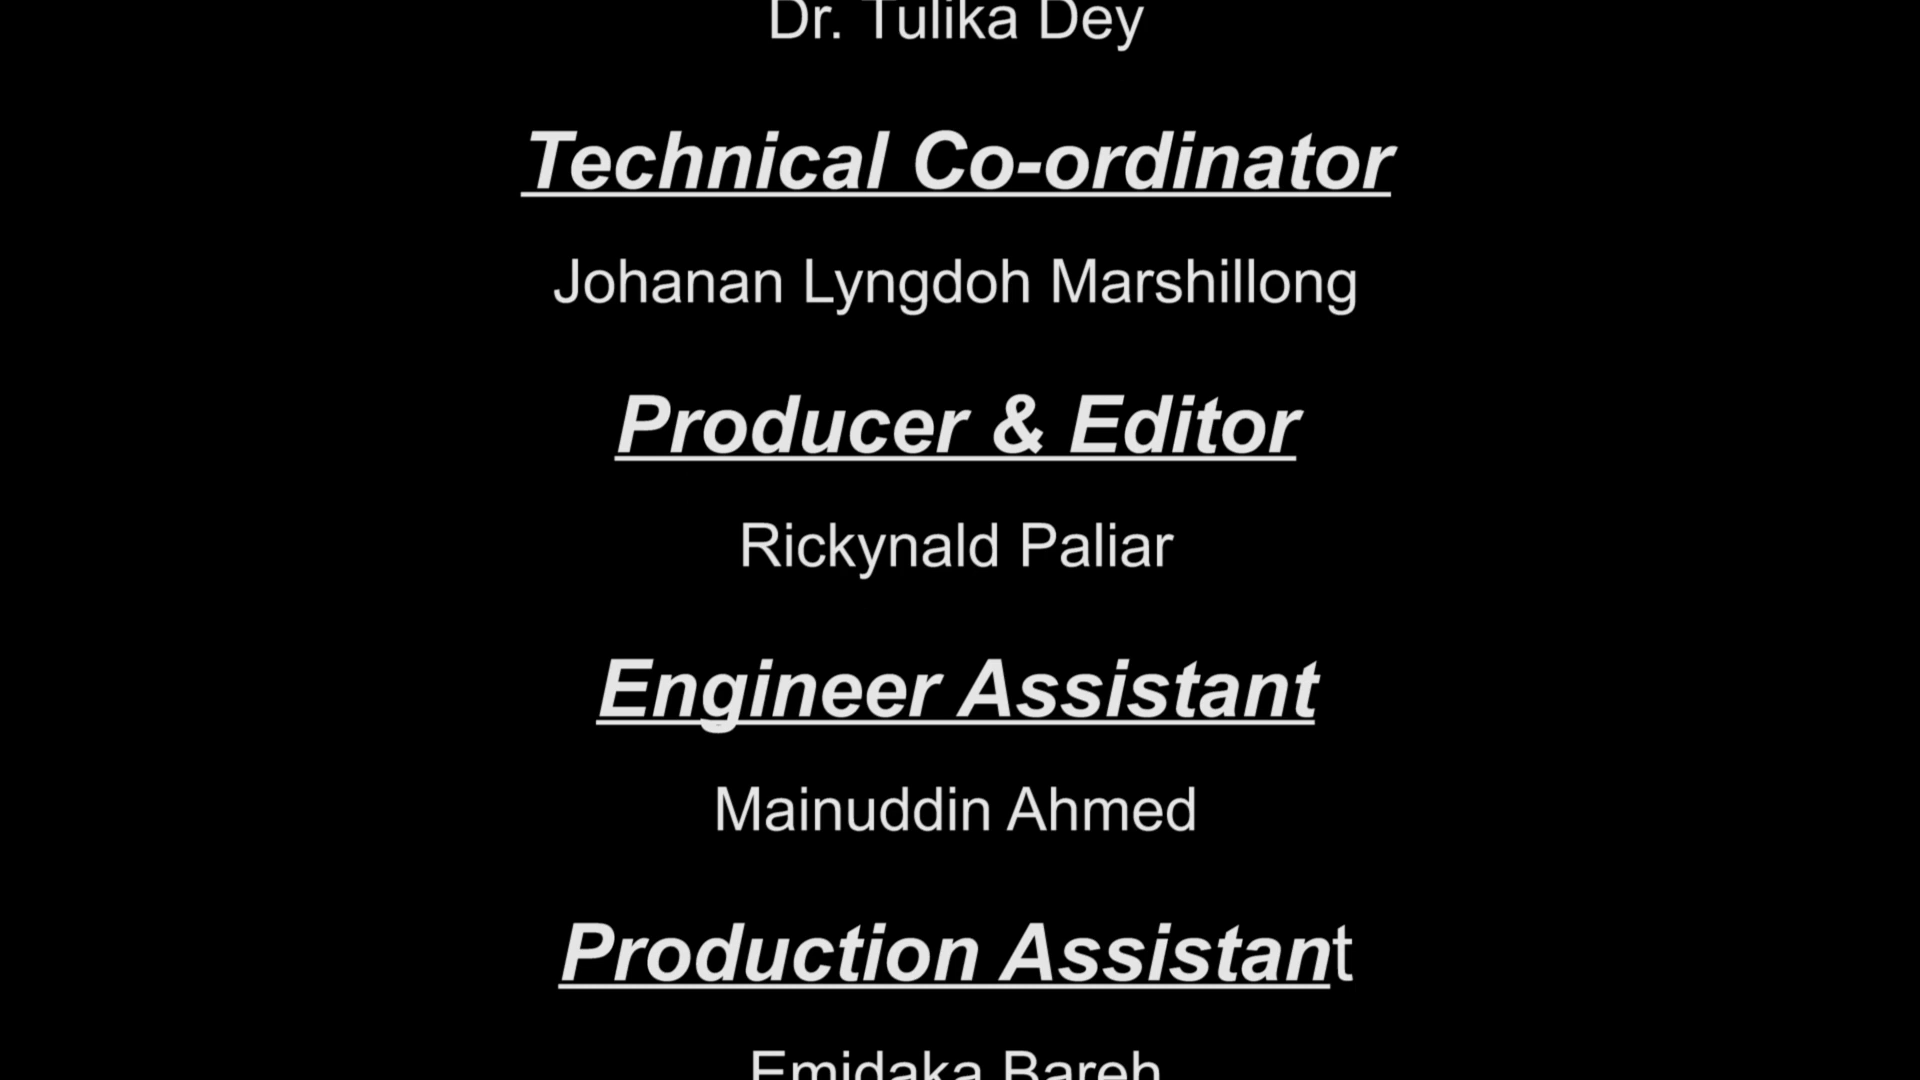 Dr. Tulika Dey
Technical Co-ordinator
Johanan Lyngdoh Marshillong
Producer & Editor
Rickynald Paliar
Engineer Assistant
Mainuddin Ahmed
Production Assistant
Emidaka Bareh